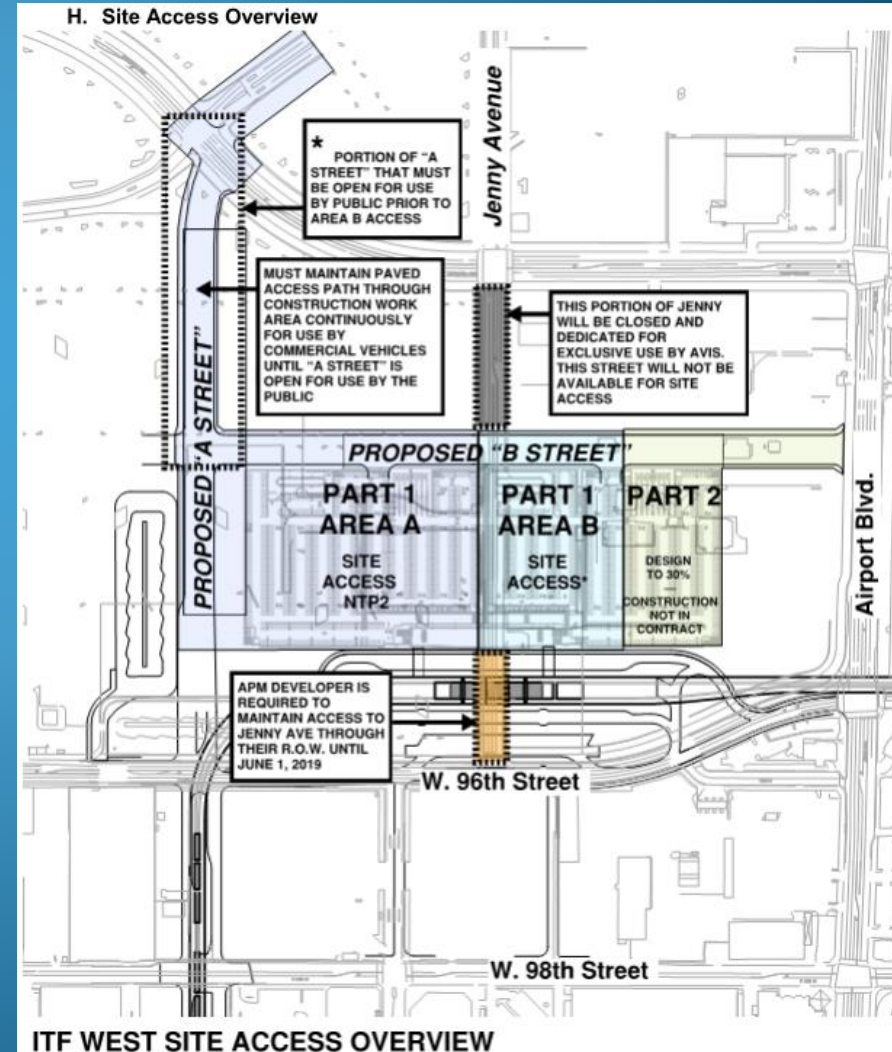 H. Site Access Overview
Jenny Avenue
*
PORTION OF "A
STREET" THAT MUST
BE OPEN FOR USE
BY PUBLIC PRIOR TO
AREA B ACCESS
MUST MAINTAIN PAVED
ACCESS PATH THROUGH
CONSTRUCTION WORK
AREA CONTINUOUSLY
FOR USE BY
COMMERCIAL VEHICLES
UNTIL "A STREET" IS
OPEN FOR USE BY THE
PUBLIC
THIS PORTION OF JENNY
WILL BE CLOSED AND
DEDICATED FOR
EXCLUSIVE USE BY AVIS.
THIS STREET WILL NOT BE
AVAILABLE FOR SITE
ACCESS
PROPOSED "A STREET"
PROPOSED "B STREET"
PART 1
AREA A
SITE
ACCESS
NTP2
PART 1
AREA B
SITE
ACCESS*
PART 2
DESIGN
TO 30%
CONSTRUCTION
NOT IN
CONTRACT
Airport Blvd.
APM DEVELOPER IS
REQUIRED TO
MAINTAIN ACCESS TO
JENNY AVE THROUGH
THEIR R.O.W. UNTIL
JUNE 1, 2019
W. 96th Street
W. 98th Street
ITF WEST SITE ACCESS OVERVIEW